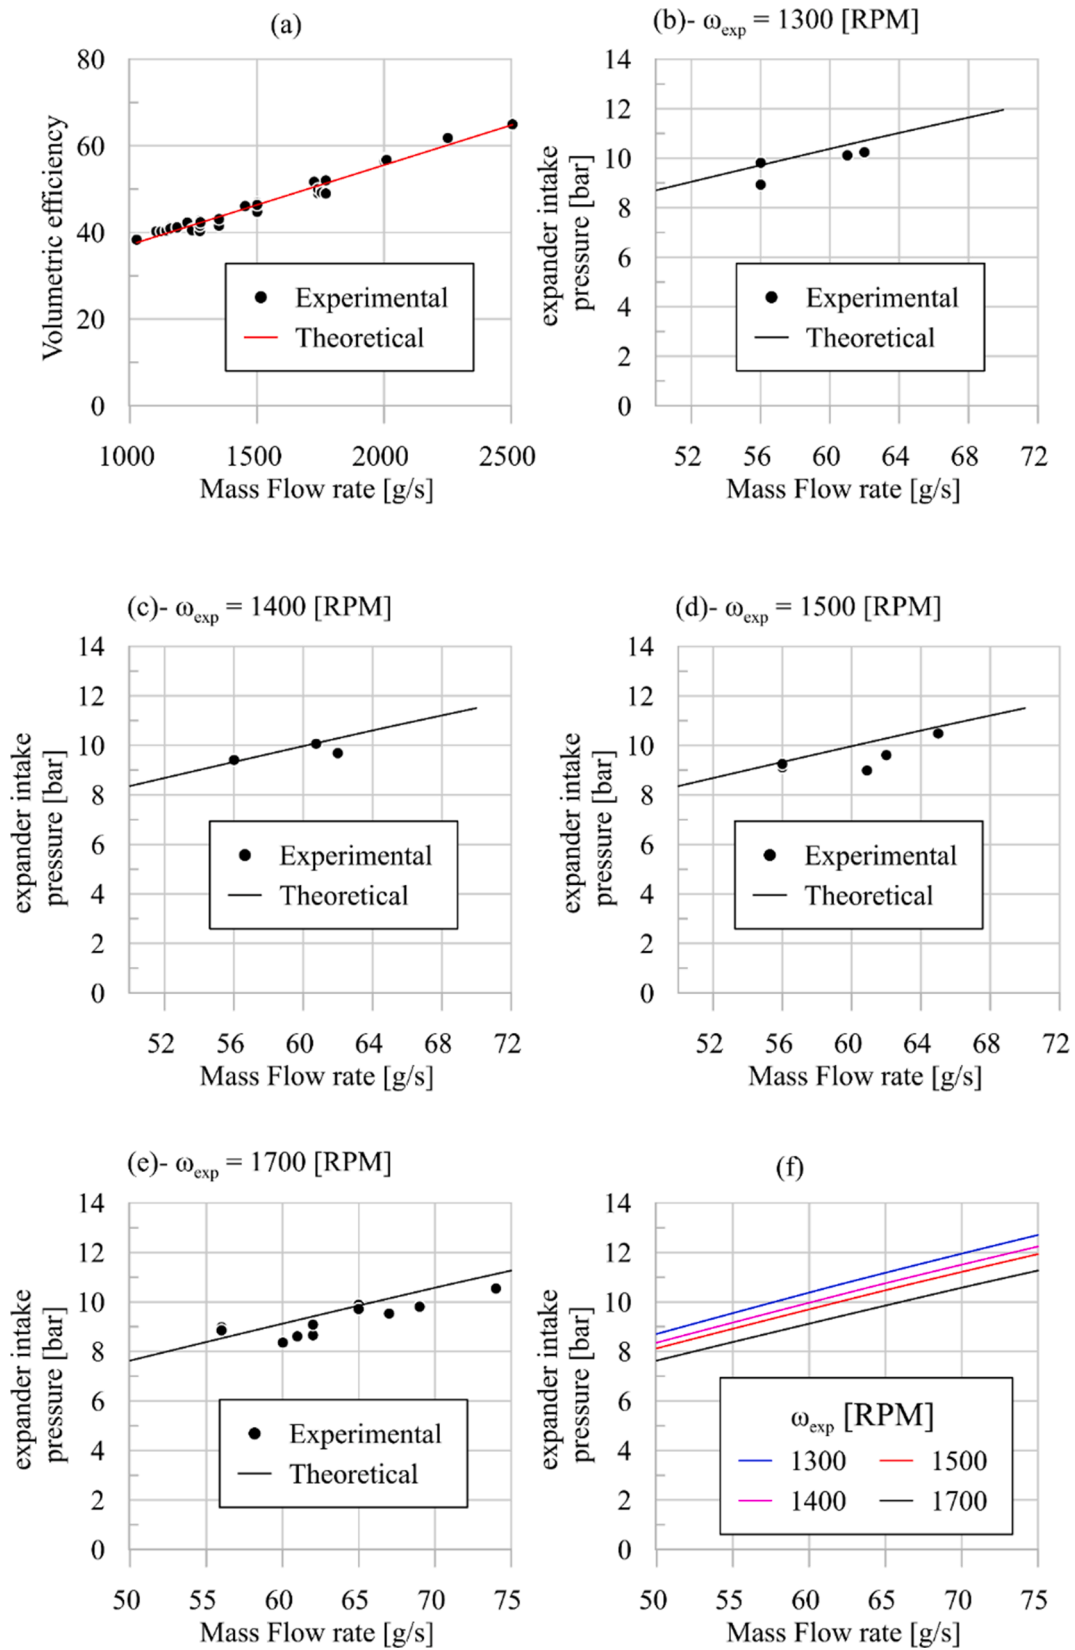 (a)
80
60
40
20
0
Volumetric efficiency
Experimental
Theoretical
1000 1500 2000 2500
Mass Flow rate [g/s]
(b)- ωexp = 1300 [RPM]
14
12
10
8
6
4
2
0
expander intake
pressure [bar]
Experimental
Theoretical
52 56 60 64 68 72
Mass Flow rate [g/s]
(c)- ωexp = 1400 [RPM]
14
12
10
8
6
4
2
0
expander intake
pressure [bar]
Experimental
Theoretical
52 56 60 64 68 72
Mass Flow rate [g/s]
(d)- ωexp = 1500 [RPM]
14
12
10
8
6
4
2
0
expander intake
pressure [bar]
Experimental
Theoretical
52 56 60 64 68 72
Mass Flow rate [g/s]
(e)- ωexp = 1700 [RPM]
14
12
10
8
6
4
2
0
expander intake
pressure [bar]
Experimental
Theoretical
50 55 60 65 70 75
Mass Flow rate [g/s]
(f)
14
12
10
8
6
4
2
0
expander intake
pressure [bar]
ωexp [RPM]
1300 1500
1400 1700
50 55 60 65 70 75
Mass Flow rate [g/s]